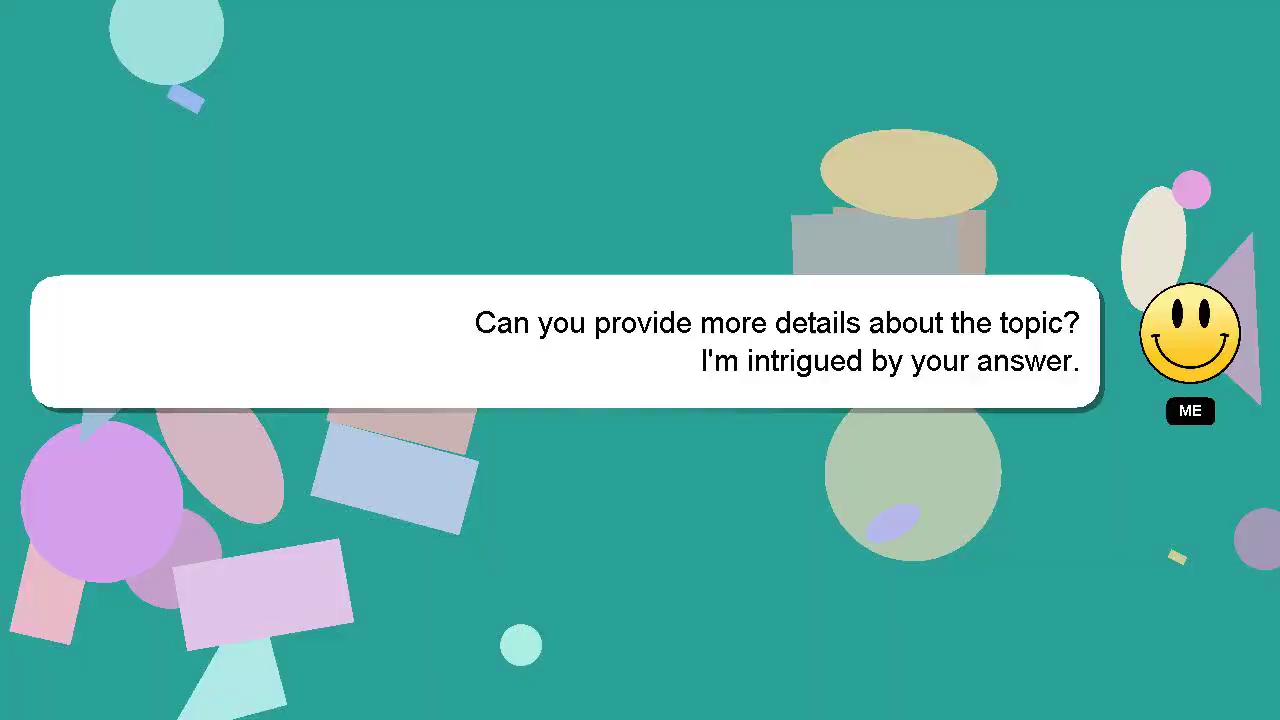 Can you provide more details about the topic?
I'm intrigued by your answer.
ME